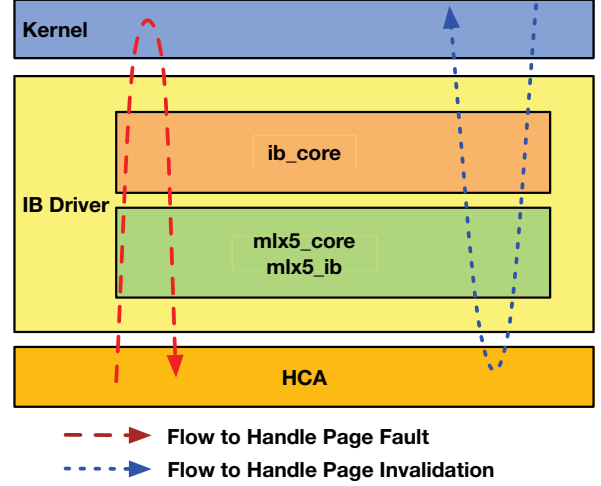 Kernel
ib_core
IB Driver
mlx5_core
mlx5_ib
HCA
Flow to Handle Page Fault
Flow to Handle Page Invalidation